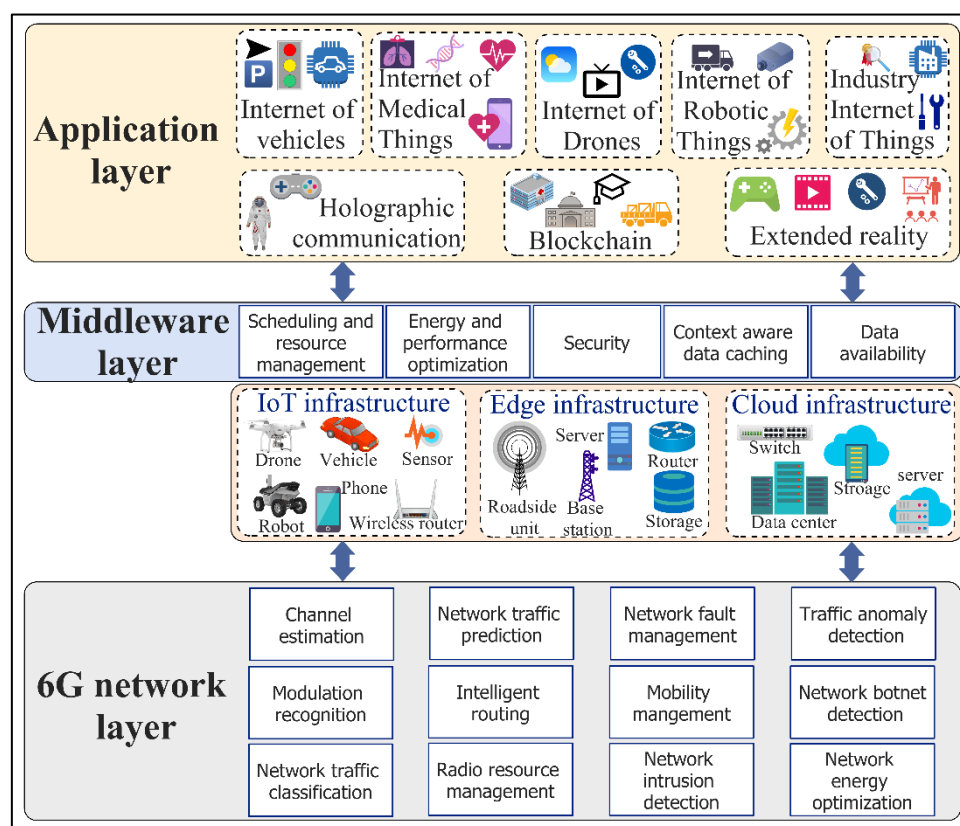 Application
layer
P
Internet of
vehicles
Internet of
Medical
Things
Internet of
Drones
Internet of
Robotic
Things
Industry
Internet
of Things
Holographic
communication
Blockchain
Extended reality
Middleware
layer
Scheduling and
resource
management
Energy and
performance
optimization
Security
Context aware
data caching
Data
availability
IoT infrastructure
Drone
Vehicle
Sensor
Robot
Phone
Wireless router
Edge infrastructure
Server
Router
Roadside
unit
Base
station
Storage
Cloud infrastructure
Switch
Stroage
server
Data center
6G network
layer
Channel
estimation
Network traffic
prediction
Network fault
management
Traffic anomaly
detection
Modulation
recognition
Intelligent
routing
Mobility
mangement
Network botnet
detection
Network traffic
classification
Radio resource
management
Network
intrusion
detection
Network
energy
optimization